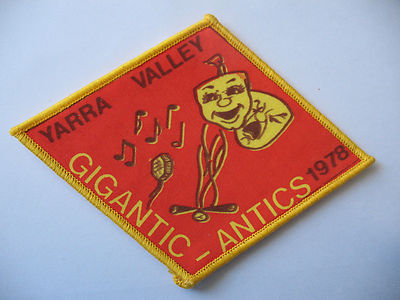 YARRA VALLEY
GIGANTIC - ANTICS
1978